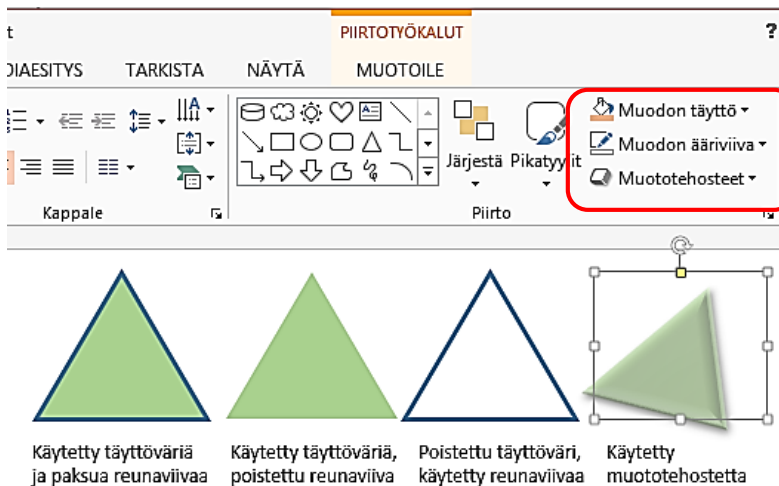 t PIIRTOTYÖKALUT ?
DIAESITYS TARKISTA NÄYTÄ MUOTOILE
Muodon täyttö
Muodon ääriviiva
Muototehosteet
Järjestä Pikatyylit
Kappale Piirto
Käytetty täyttöväriä
ja paksua reunaviivaa
Käytetty täyttöväriä,
poistettu reunaviiva
Poistettu täyttöväri,
käytetty reunaviivaa
Käytetty
muototehostetta